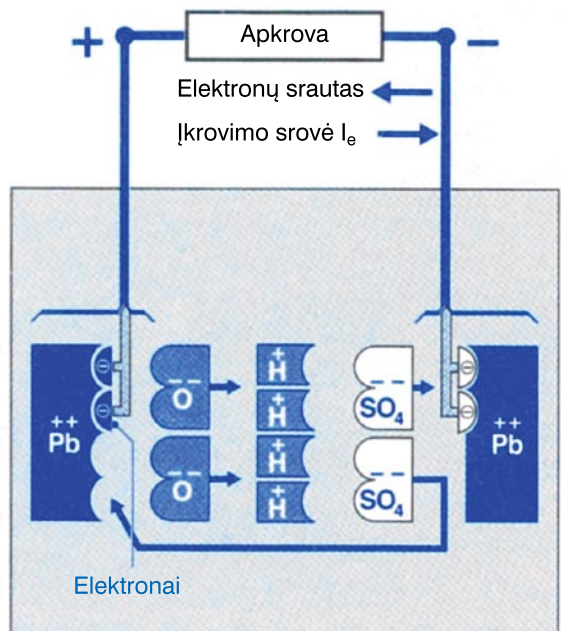 + Apkrova −
Elektronų srautas
Įkrovimo srovė Ie
⊖ − − O + H − − SO4 ⊖
⊖ + H ⊖
++ Pb − − O + H − − SO4 ++ Pb
+ H
Elektronai